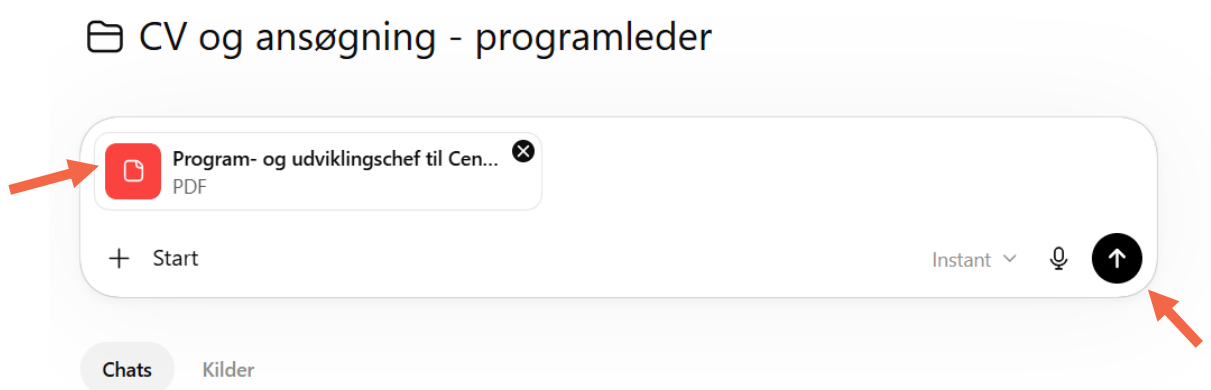 CV og ansøgning - programleder
Program- og udviklingschef til Cen...
PDF
Start
Instant
Chats
Kilder